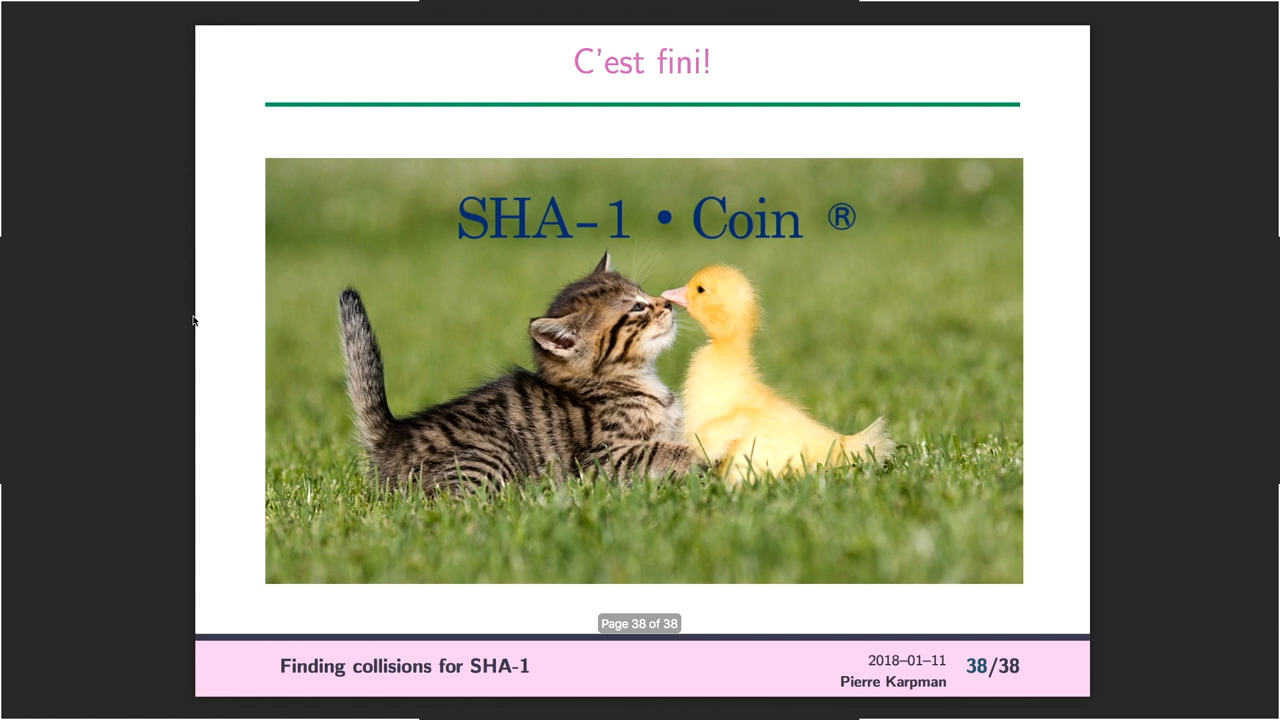 C'est fini!
SHA-1 • Coin ®
Page 38 of 38
Finding collisions for SHA-1
2018–01–11
Pierre Karpman
38/38